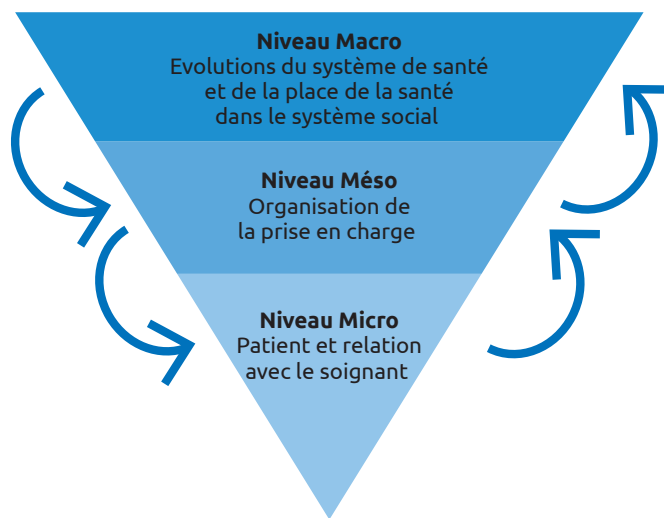 Niveau Macro
Evolutions du système de santé
et de la place de la santé
dans le système social
Niveau Méso
Organisation de
la prise en charge
Niveau Micro
Patient et relation
avec le soignant